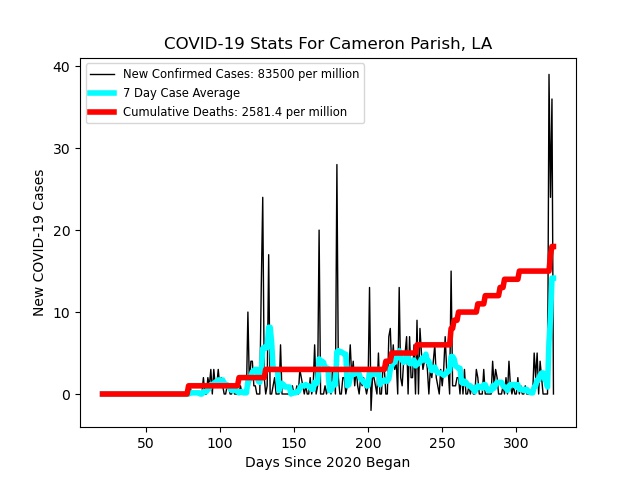 COVID-19 Stats For Cameron Parish, LA
New Confirmed Cases: 83500 per million
7 Day Case Average
Cumulative Deaths: 2581.4 per million
New COVID-19 Cases
40
30
20
10
0
50 100 150 200 250 300
Days Since 2020 Began